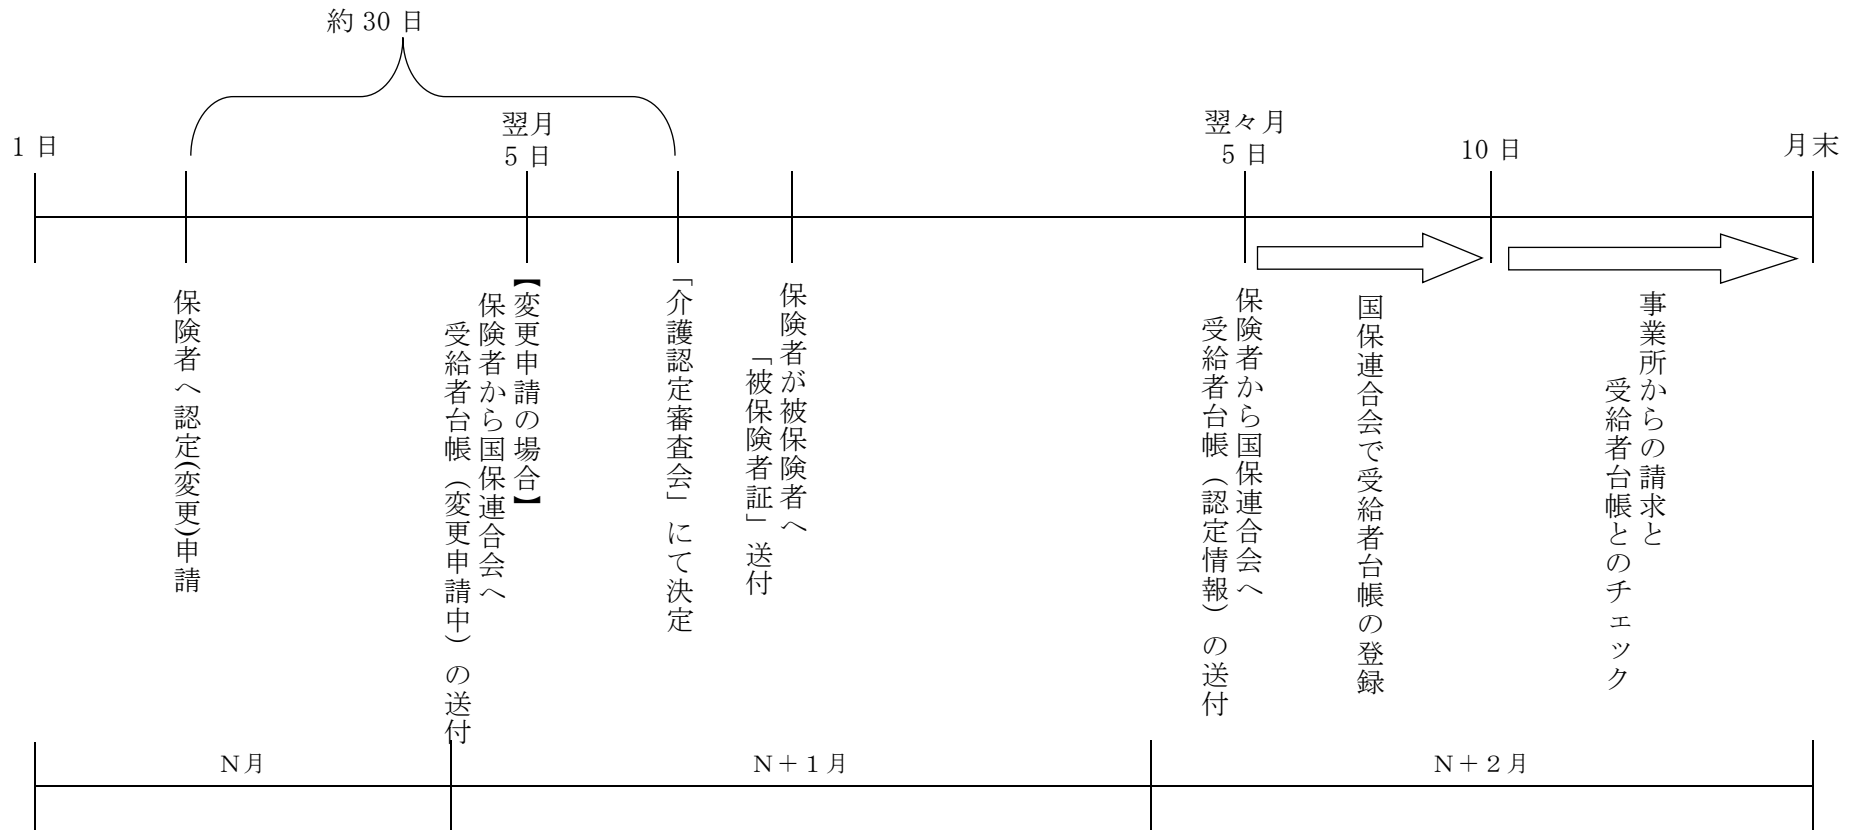 約 30 日
1 日
翌月
5 日
翌々月
5 日
10 日
月末
保険者へ認定(変更)申請
【変更申請の場合】
保険者から国保連合会へ
受給者台帳（変更申請中）の送付
「介護認定審査会」にて決定
保険者が被保険者へ
「被保険者証」送付
保険者から国保連合会へ
受給者台帳（認定情報）の送付
国保連合会で受給者台帳の登録
事業所からの請求と
受給者台帳とのチェック
Ｎ月
Ｎ＋１月
Ｎ＋２月